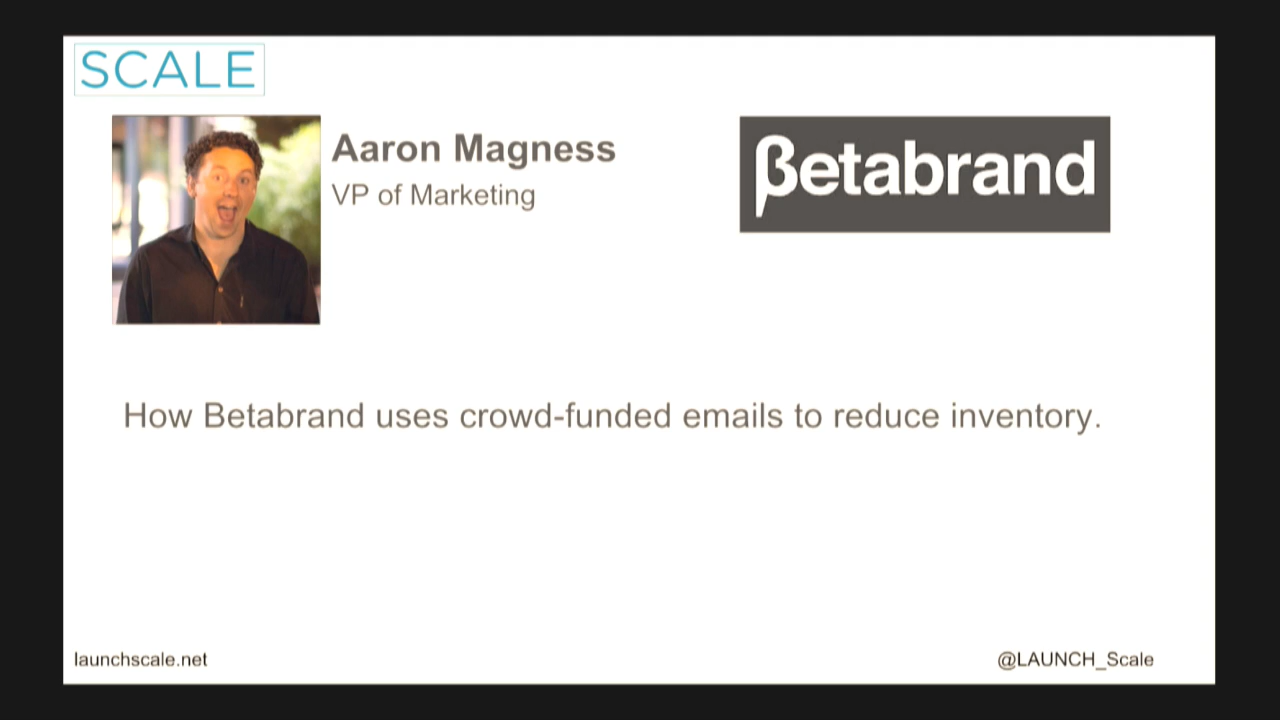 SCALE
Aaron Magness
VP of Marketing
βetabrand
How Betabrand uses crowd-funded emails to reduce inventory.
launchscale.net
@LAUNCH_Scale